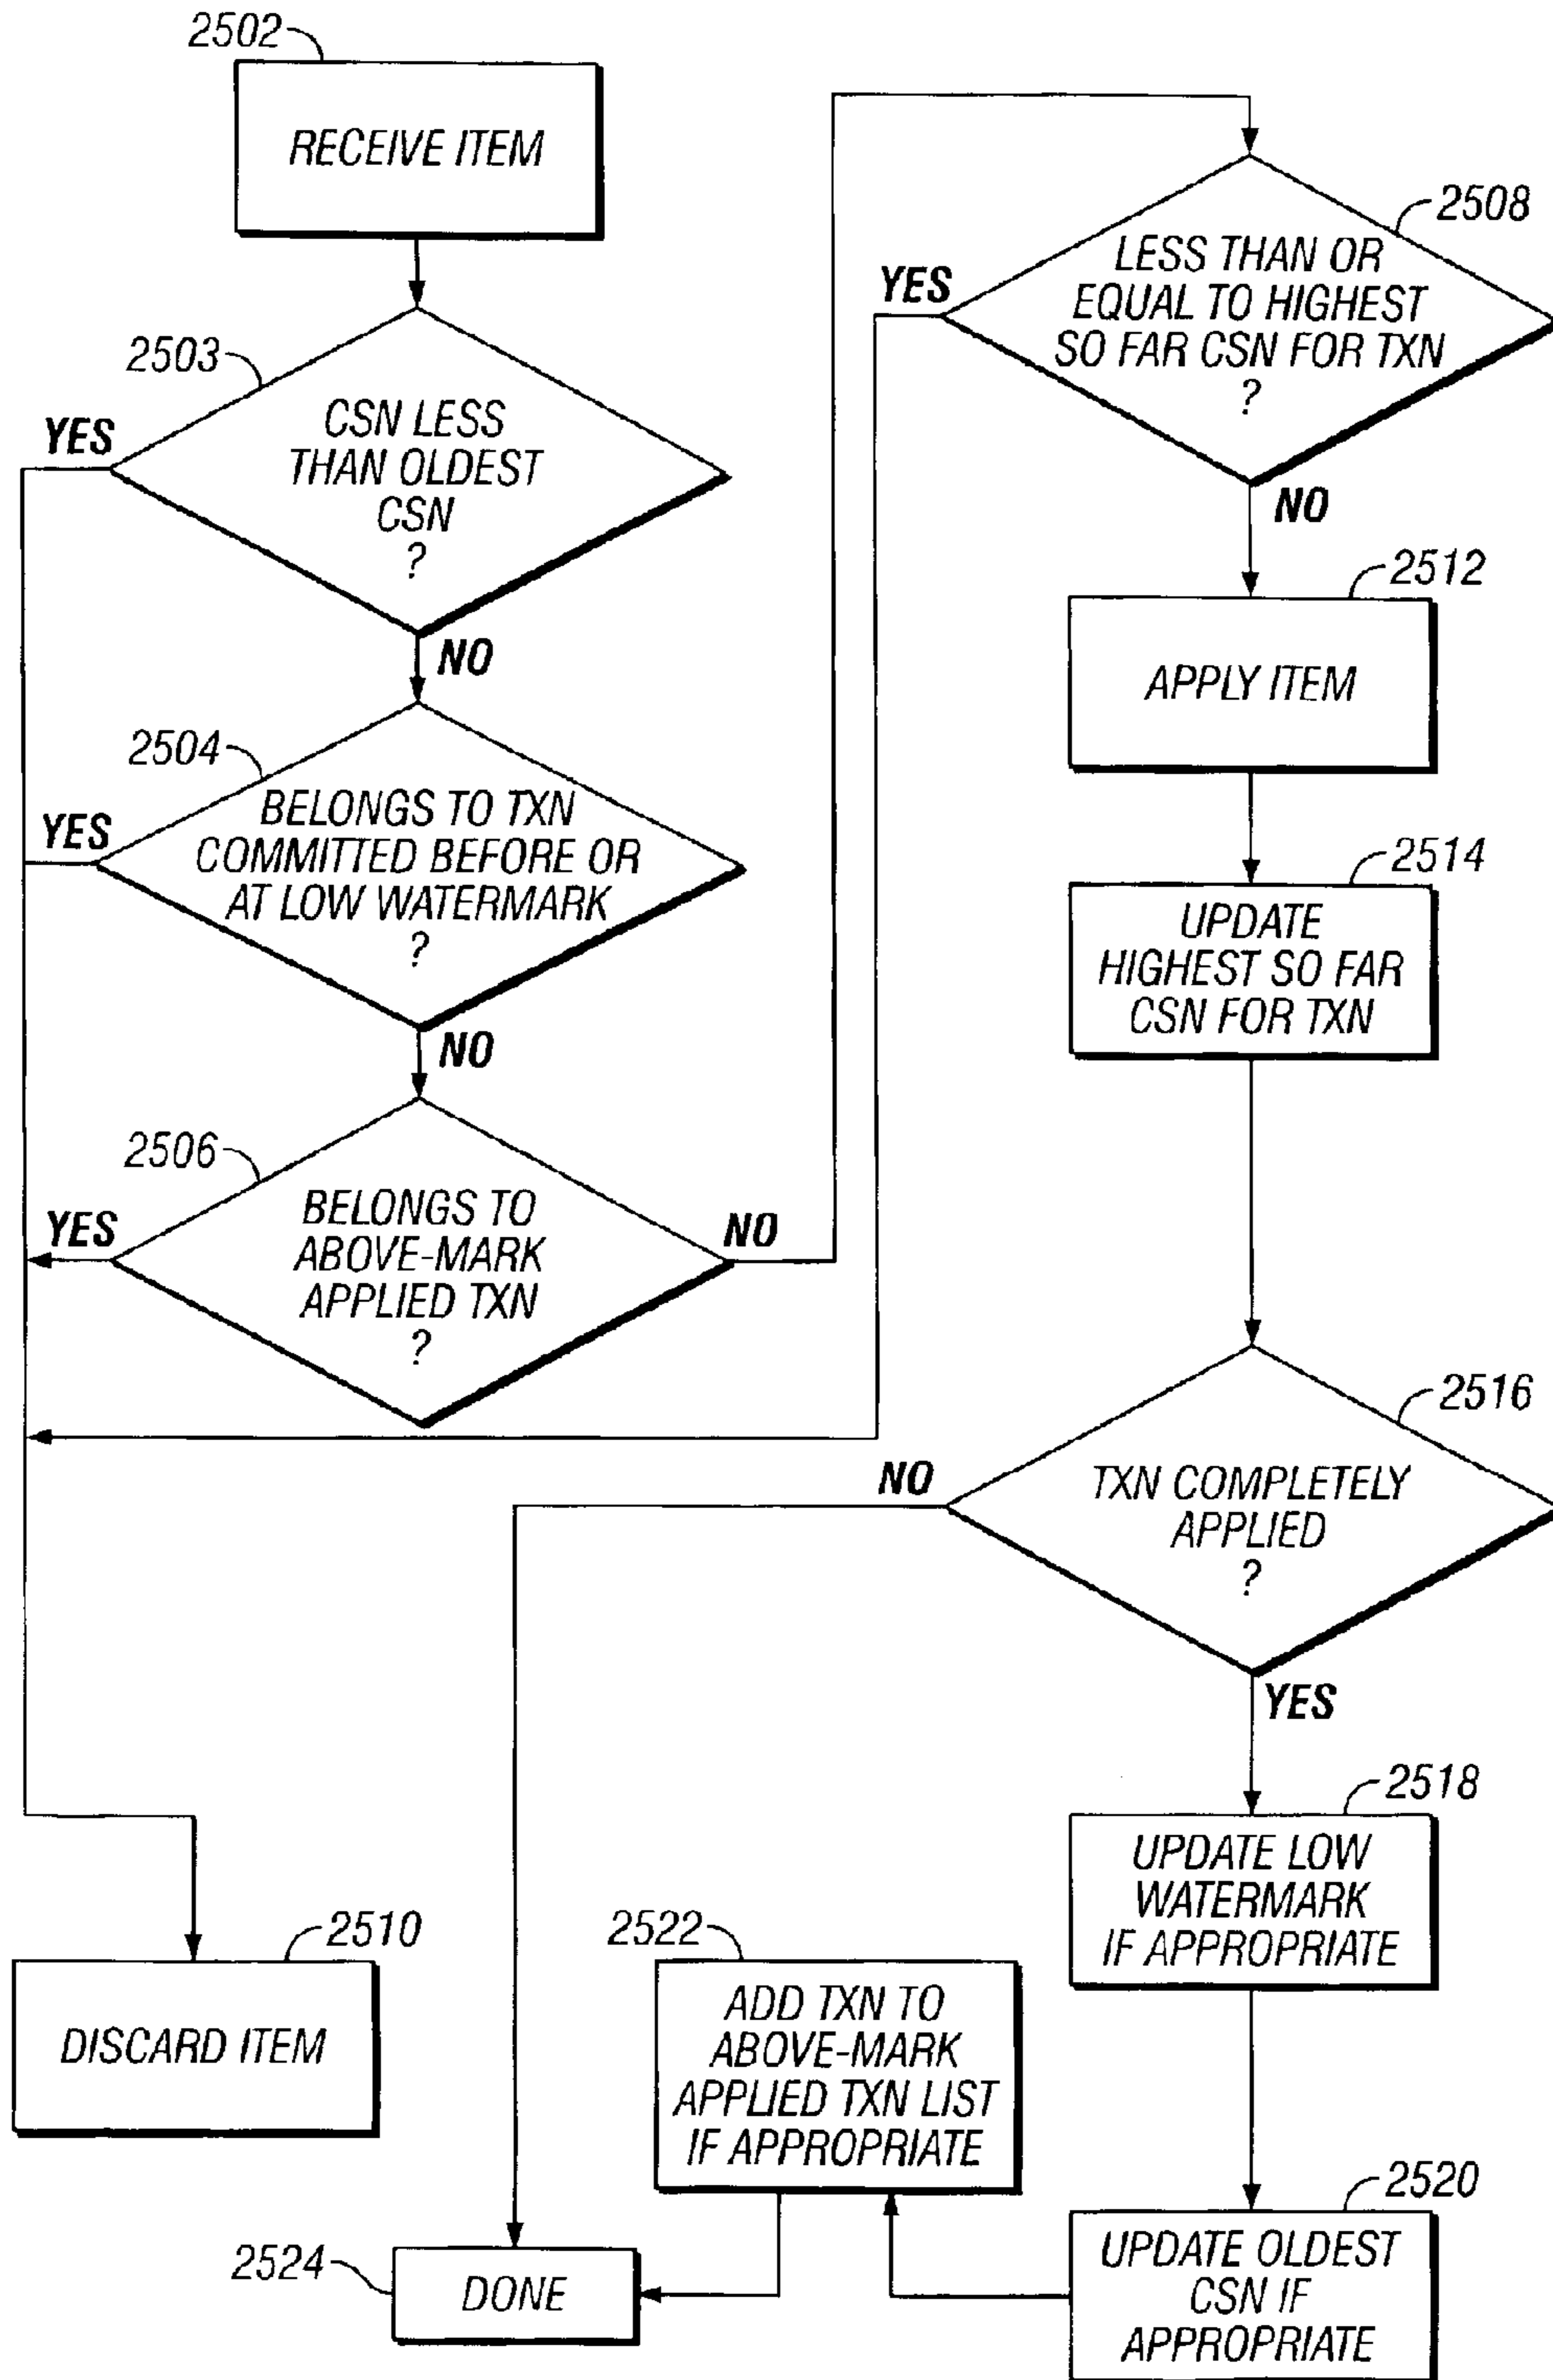 2502
RECEIVE ITEM
2503
CSN LESS
THAN OLDEST
CSN
?
YES
NO
2504
BELONGS TO TXN
COMMITTED BEFORE OR
AT LOW WATERMARK
?
YES
NO
2506
BELONGS TO
ABOVE-MARK
APPLIED TXN
?
YES
NO
2508
LESS THAN OR
EQUAL TO HIGHEST
SO FAR CSN FOR TXN
?
YES
NO
2512
APPLY ITEM
2514
UPDATE
HIGHEST SO FAR
CSN FOR TXN
2516
TXN COMPLETELY
APPLIED
?
NO
YES
2518
UPDATE LOW
WATERMARK
IF APPROPRIATE
2510
DISCARD ITEM
2522
ADD TXN TO
ABOVE-MARK
APPLIED TXN LIST
IF APPROPRIATE
2520
UPDATE OLDEST
CSN IF
APPROPRIATE
2524
DONE